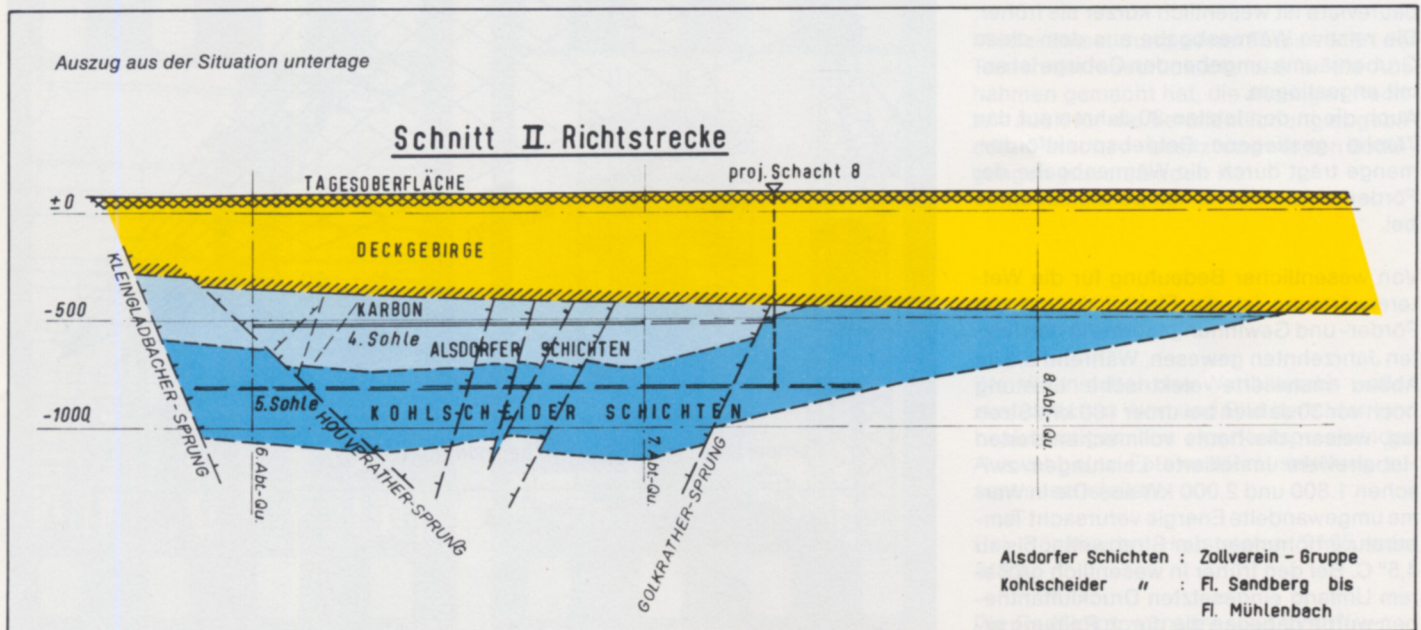 Auszug aus der Situation untertage
Schnitt II. Richtstrecke
TAGESOBERFLÄCHE
proj. Schacht 8
± 0
DECKGEBIRGE
KLEINGLADBACHER-SPRUNG
-500
KARBON
4. Sohle
ALSDORFER SCHICHTEN
5. Sohle
KOHLSCHEIDER SCHICHTEN
-1000
HOUVERATHER-SPRUNG
6. Abt.-Qu.
7. Abt.-Qu.
8. Abt.-Qu.
GOLKRATHER-SPRUNG
Alsdorfer Schichten : Zollverein-Gruppe
Kohlscheider " : Fl. Sandberg bis
Fl. Mühlenbach